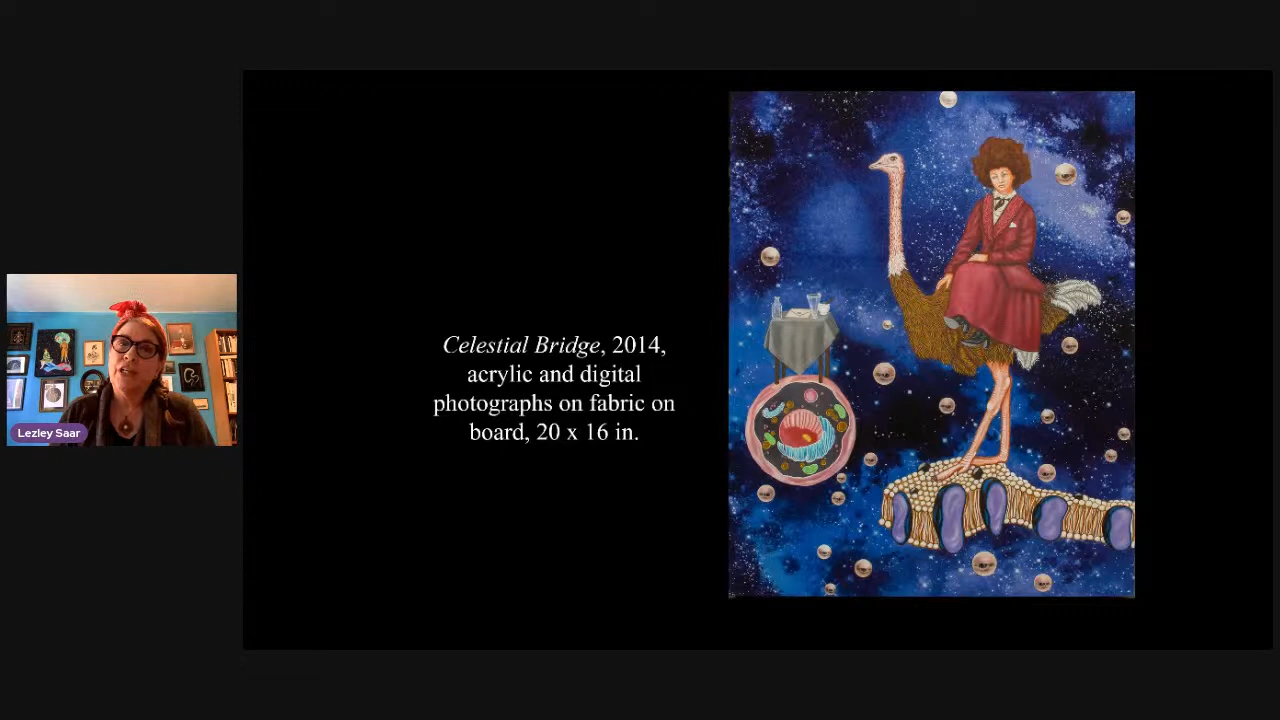 Celestial Bridge, 2014,
acrylic and digital
photographs on fabric on
board, 20 x 16 in.
Lezley Saar